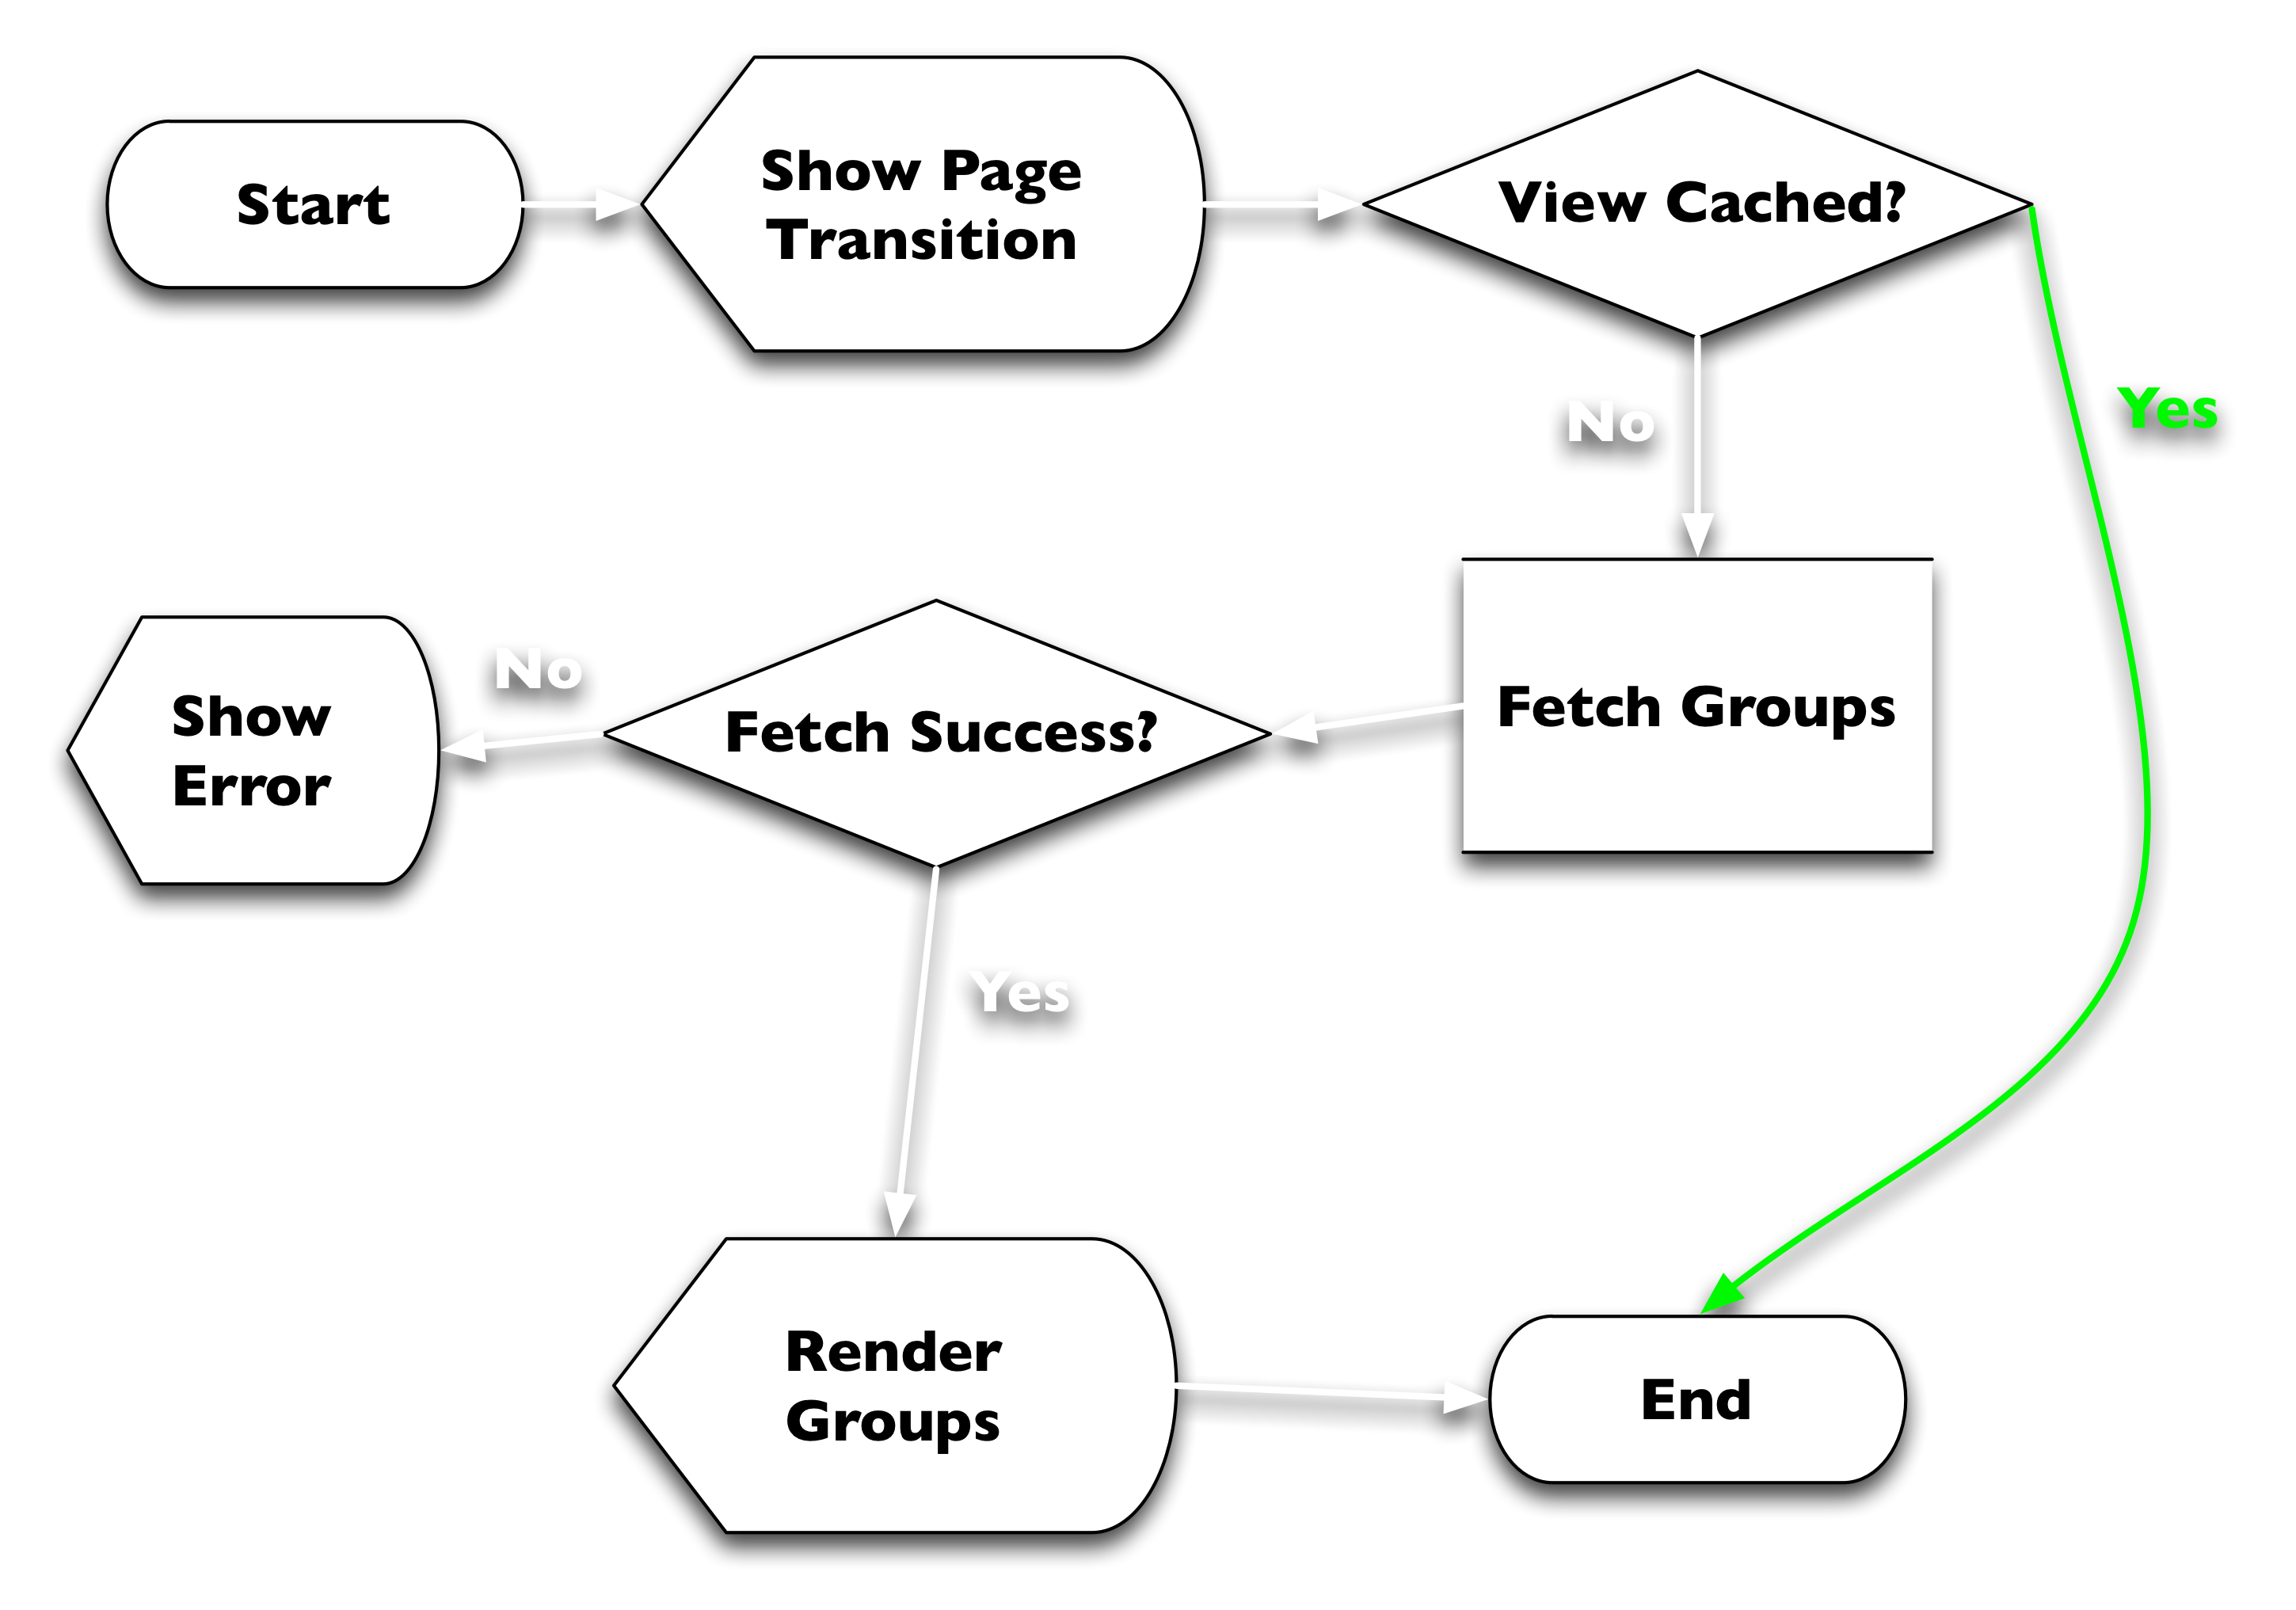 Start
Show Page
Transition
View Cached?
No
Yes
Show
Error
No
Fetch Success?
Fetch Groups
Yes
Render
Groups
End